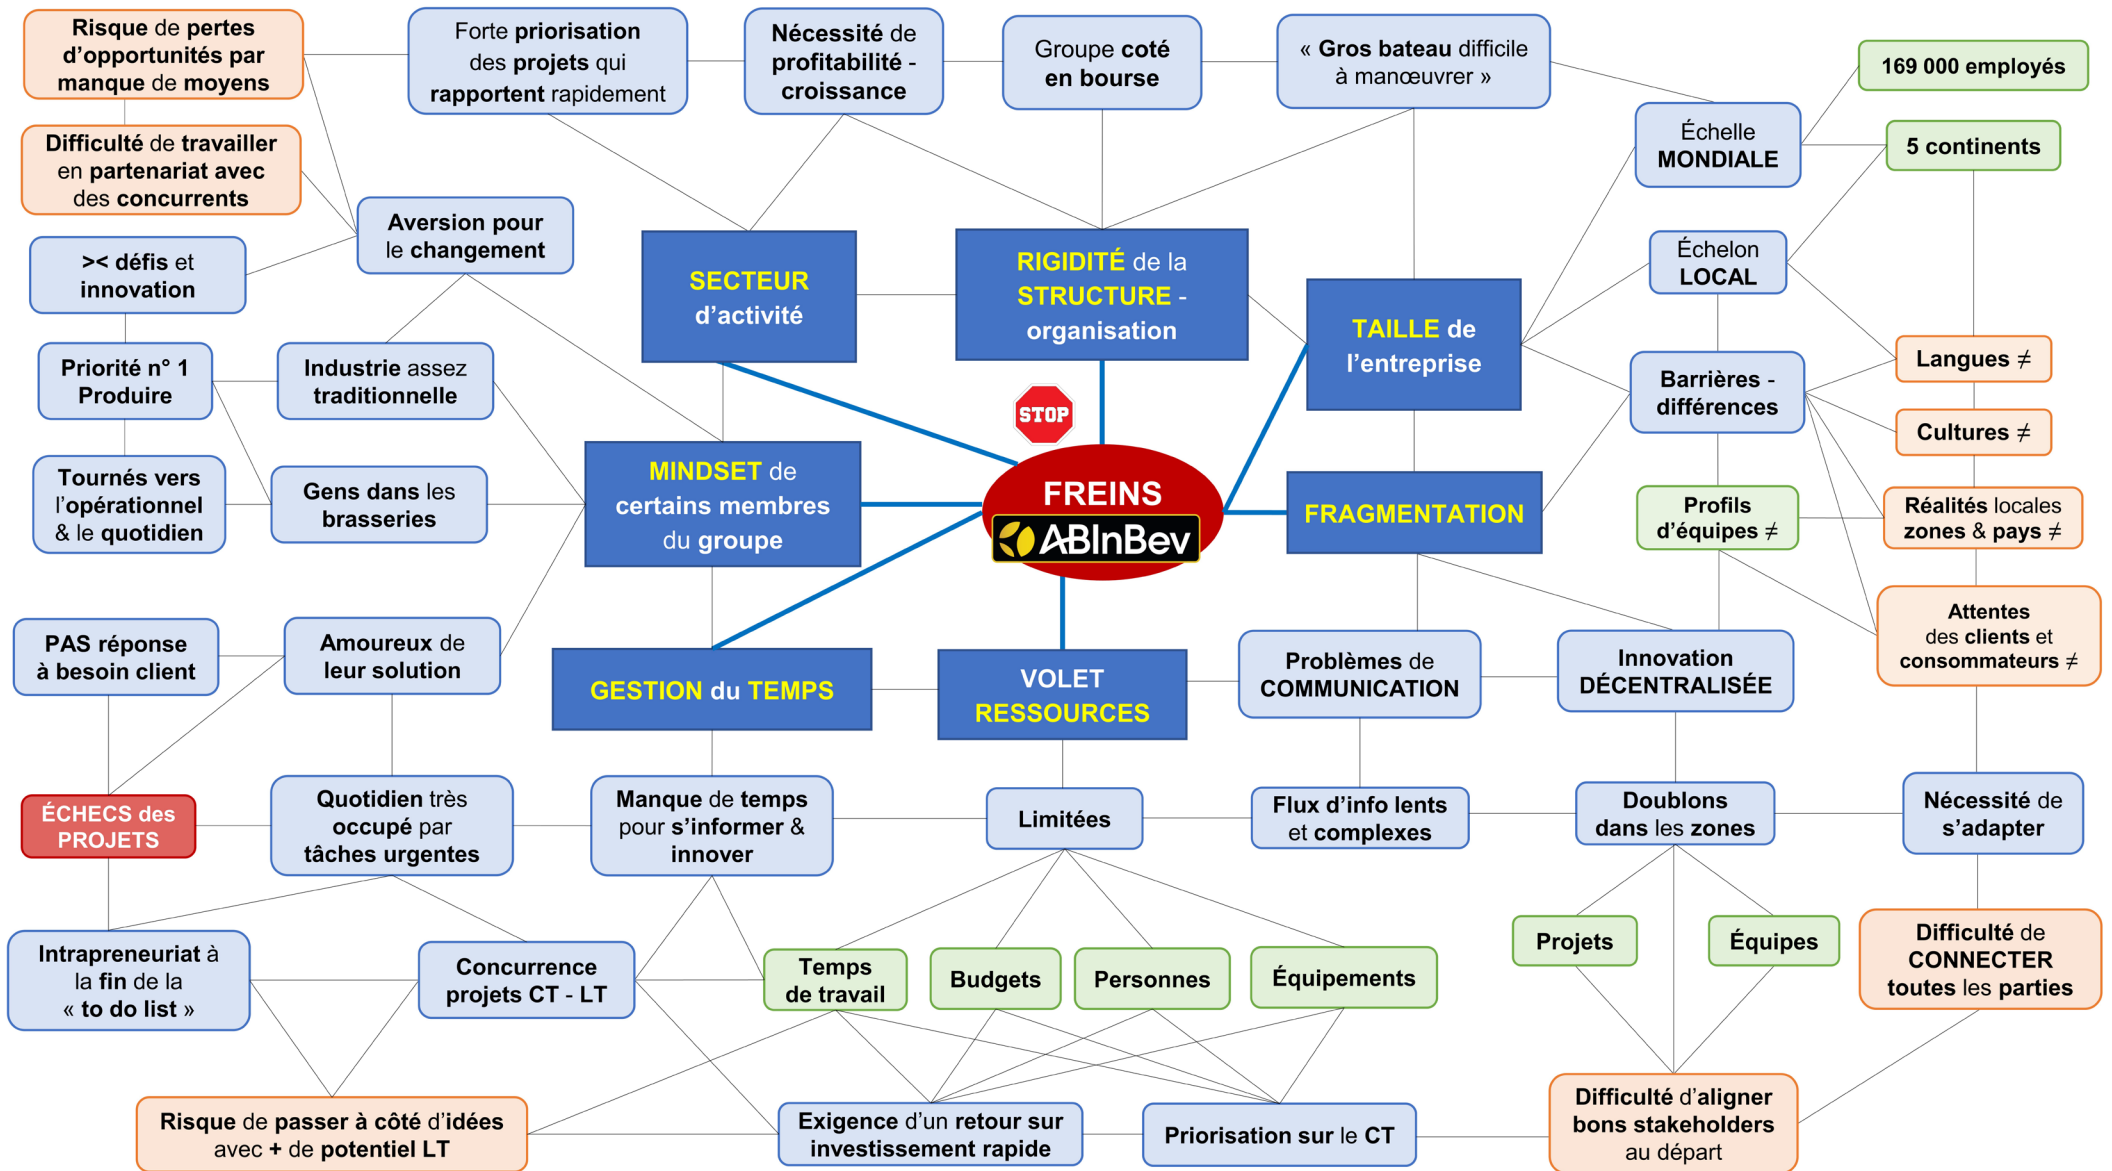 Risque de pertes
d’opportunités par
manque de moyens
Forte priorisation
des projets qui
rapportent rapidement
Nécessité de
profitabilité -
croissance
Groupe coté
en bourse
« Gros bateau difficile
à manœuvrer »
169 000 employés
Échelle
MONDIALE
5 continents
Difficulté de travailler
en partenariat avec
des concurrents
Aversion pour
le changement
>< défis et
innovation
SECTEUR
d’activité
RIGIDITÉ de la
STRUCTURE -
organisation
TAILLE de
l’entreprise
Échelon
LOCAL
Langues ≠
Priorité n° 1
Produire
Industrie assez
traditionnelle
STOP
Barrières -
différences
Cultures ≠
Tournés vers
l’opérationnel
& le quotidien
Gens dans les
brasseries
MINDSET de
certains membres
du groupe
FREINS
ABInBev
FRAGMENTATION
Profils
d’équipes ≠
Réalités locales
zones & pays ≠
PAS réponse
à besoin client
Amoureux de
leur solution
GESTION du TEMPS
VOLET
RESSOURCES
Problèmes de
COMMUNICATION
Innovation
DÉCENTRALISÉE
Attentes
des clients et
consommateurs ≠
ÉCHECS des
PROJETS
Quotidien très
occupé par
tâches urgentes
Manque de temps
pour s’informer &
innover
Limitées
Flux d’info lents
et complexes
Doublons
dans les zones
Nécessité de
s’adapter
Intrapreneuriat à
la fin de la
« to do list »
Concurrence
projets CT - LT
Temps
de travail
Budgets
Personnes
Équipements
Projets
Équipes
Difficulté de
CONNECTER
toutes les parties
Risque de passer à côté d’idées
avec + de potentiel LT
Exigence d’un retour sur
investissement rapide
Priorisation sur le CT
Difficulté d’aligner
bons stakeholders
au départ